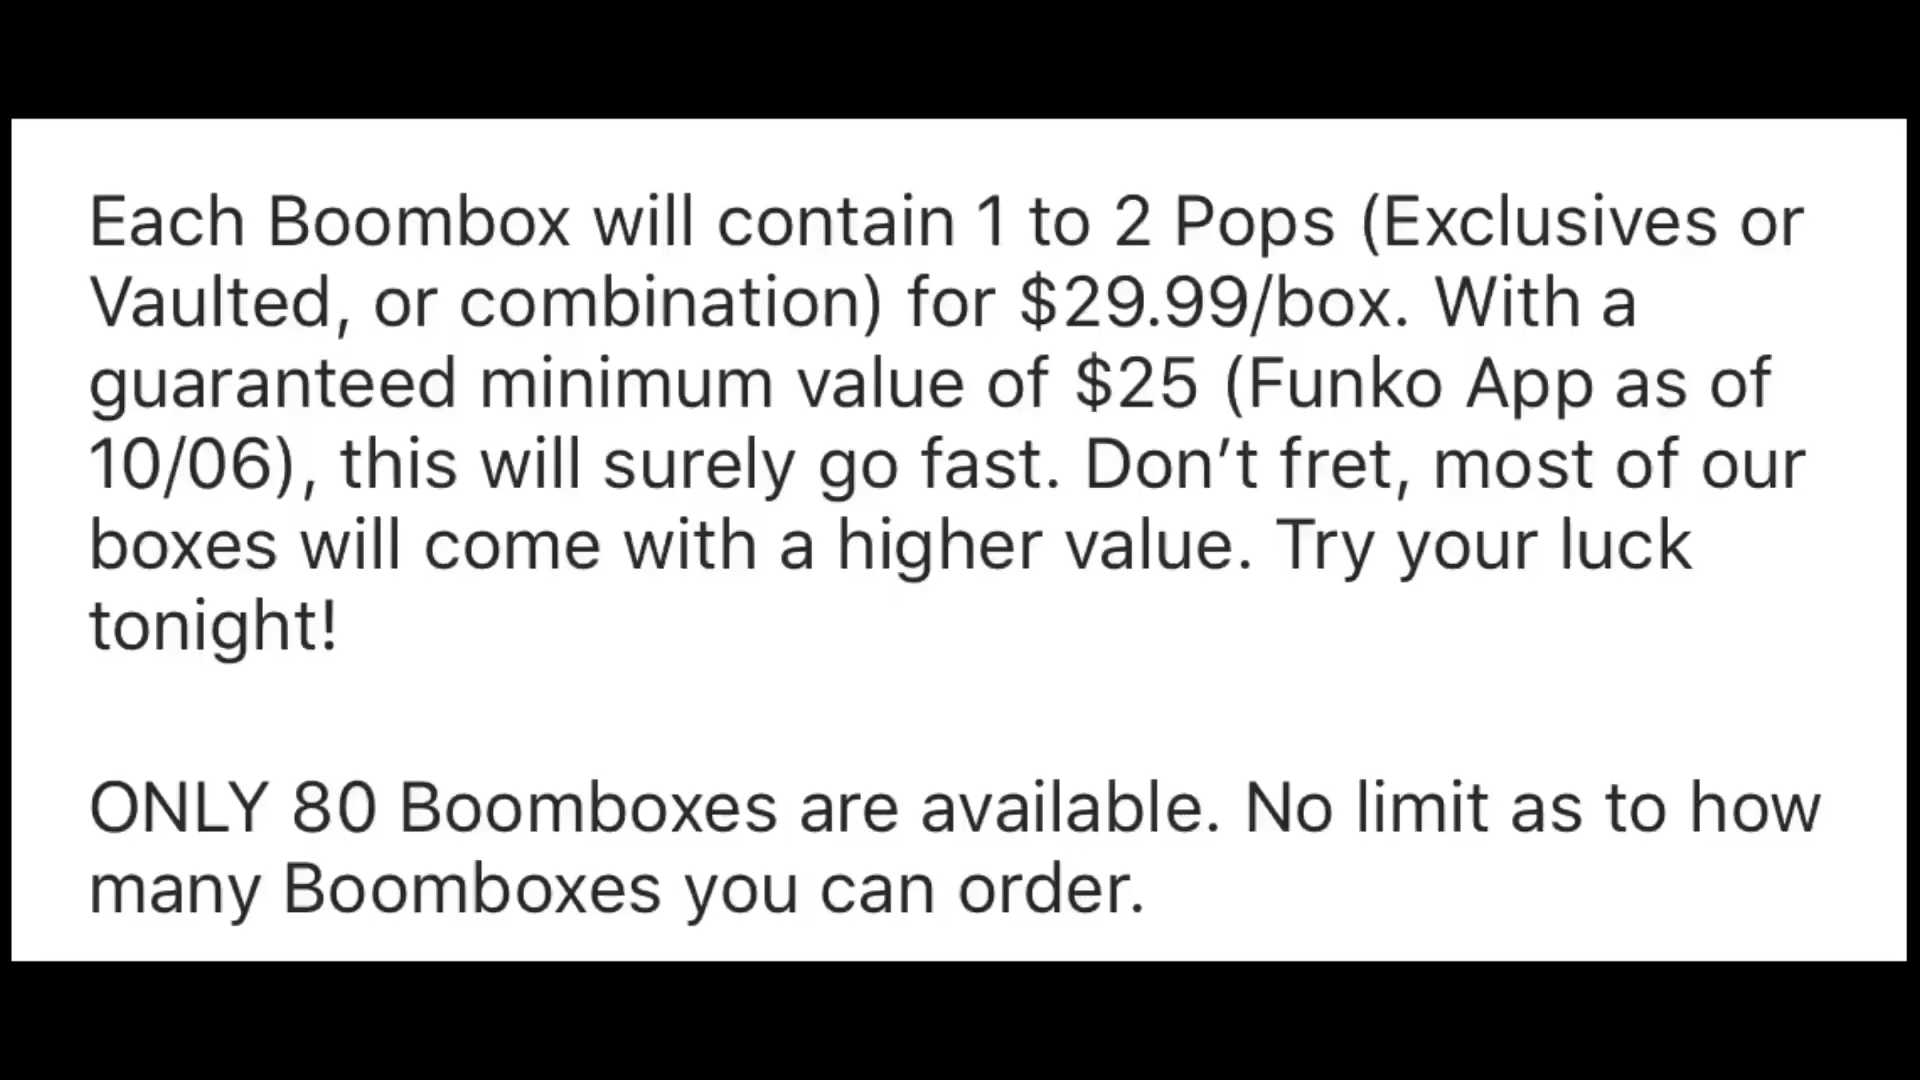 Each Boombox will contain 1 to 2 Pops (Exclusives or
Vaulted, or combination) for $29.99/box. With a
guaranteed minimum value of $25 (Funko App as of
10/06), this will surely go fast. Don’t fret, most of our
boxes will come with a higher value. Try your luck
tonight!
ONLY 80 Boomboxes are available. No limit as to how
many Boomboxes you can order.